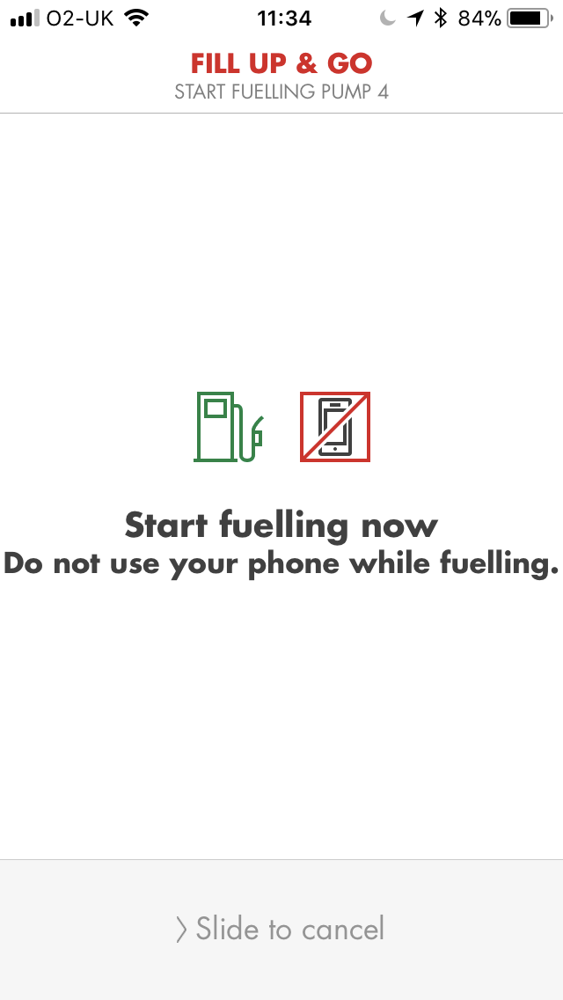 O2-UK 11:34 84%
FILL UP & GO
START FUELLING PUMP 4
Start fuelling now
Do not use your phone while fuelling.
Slide to cancel